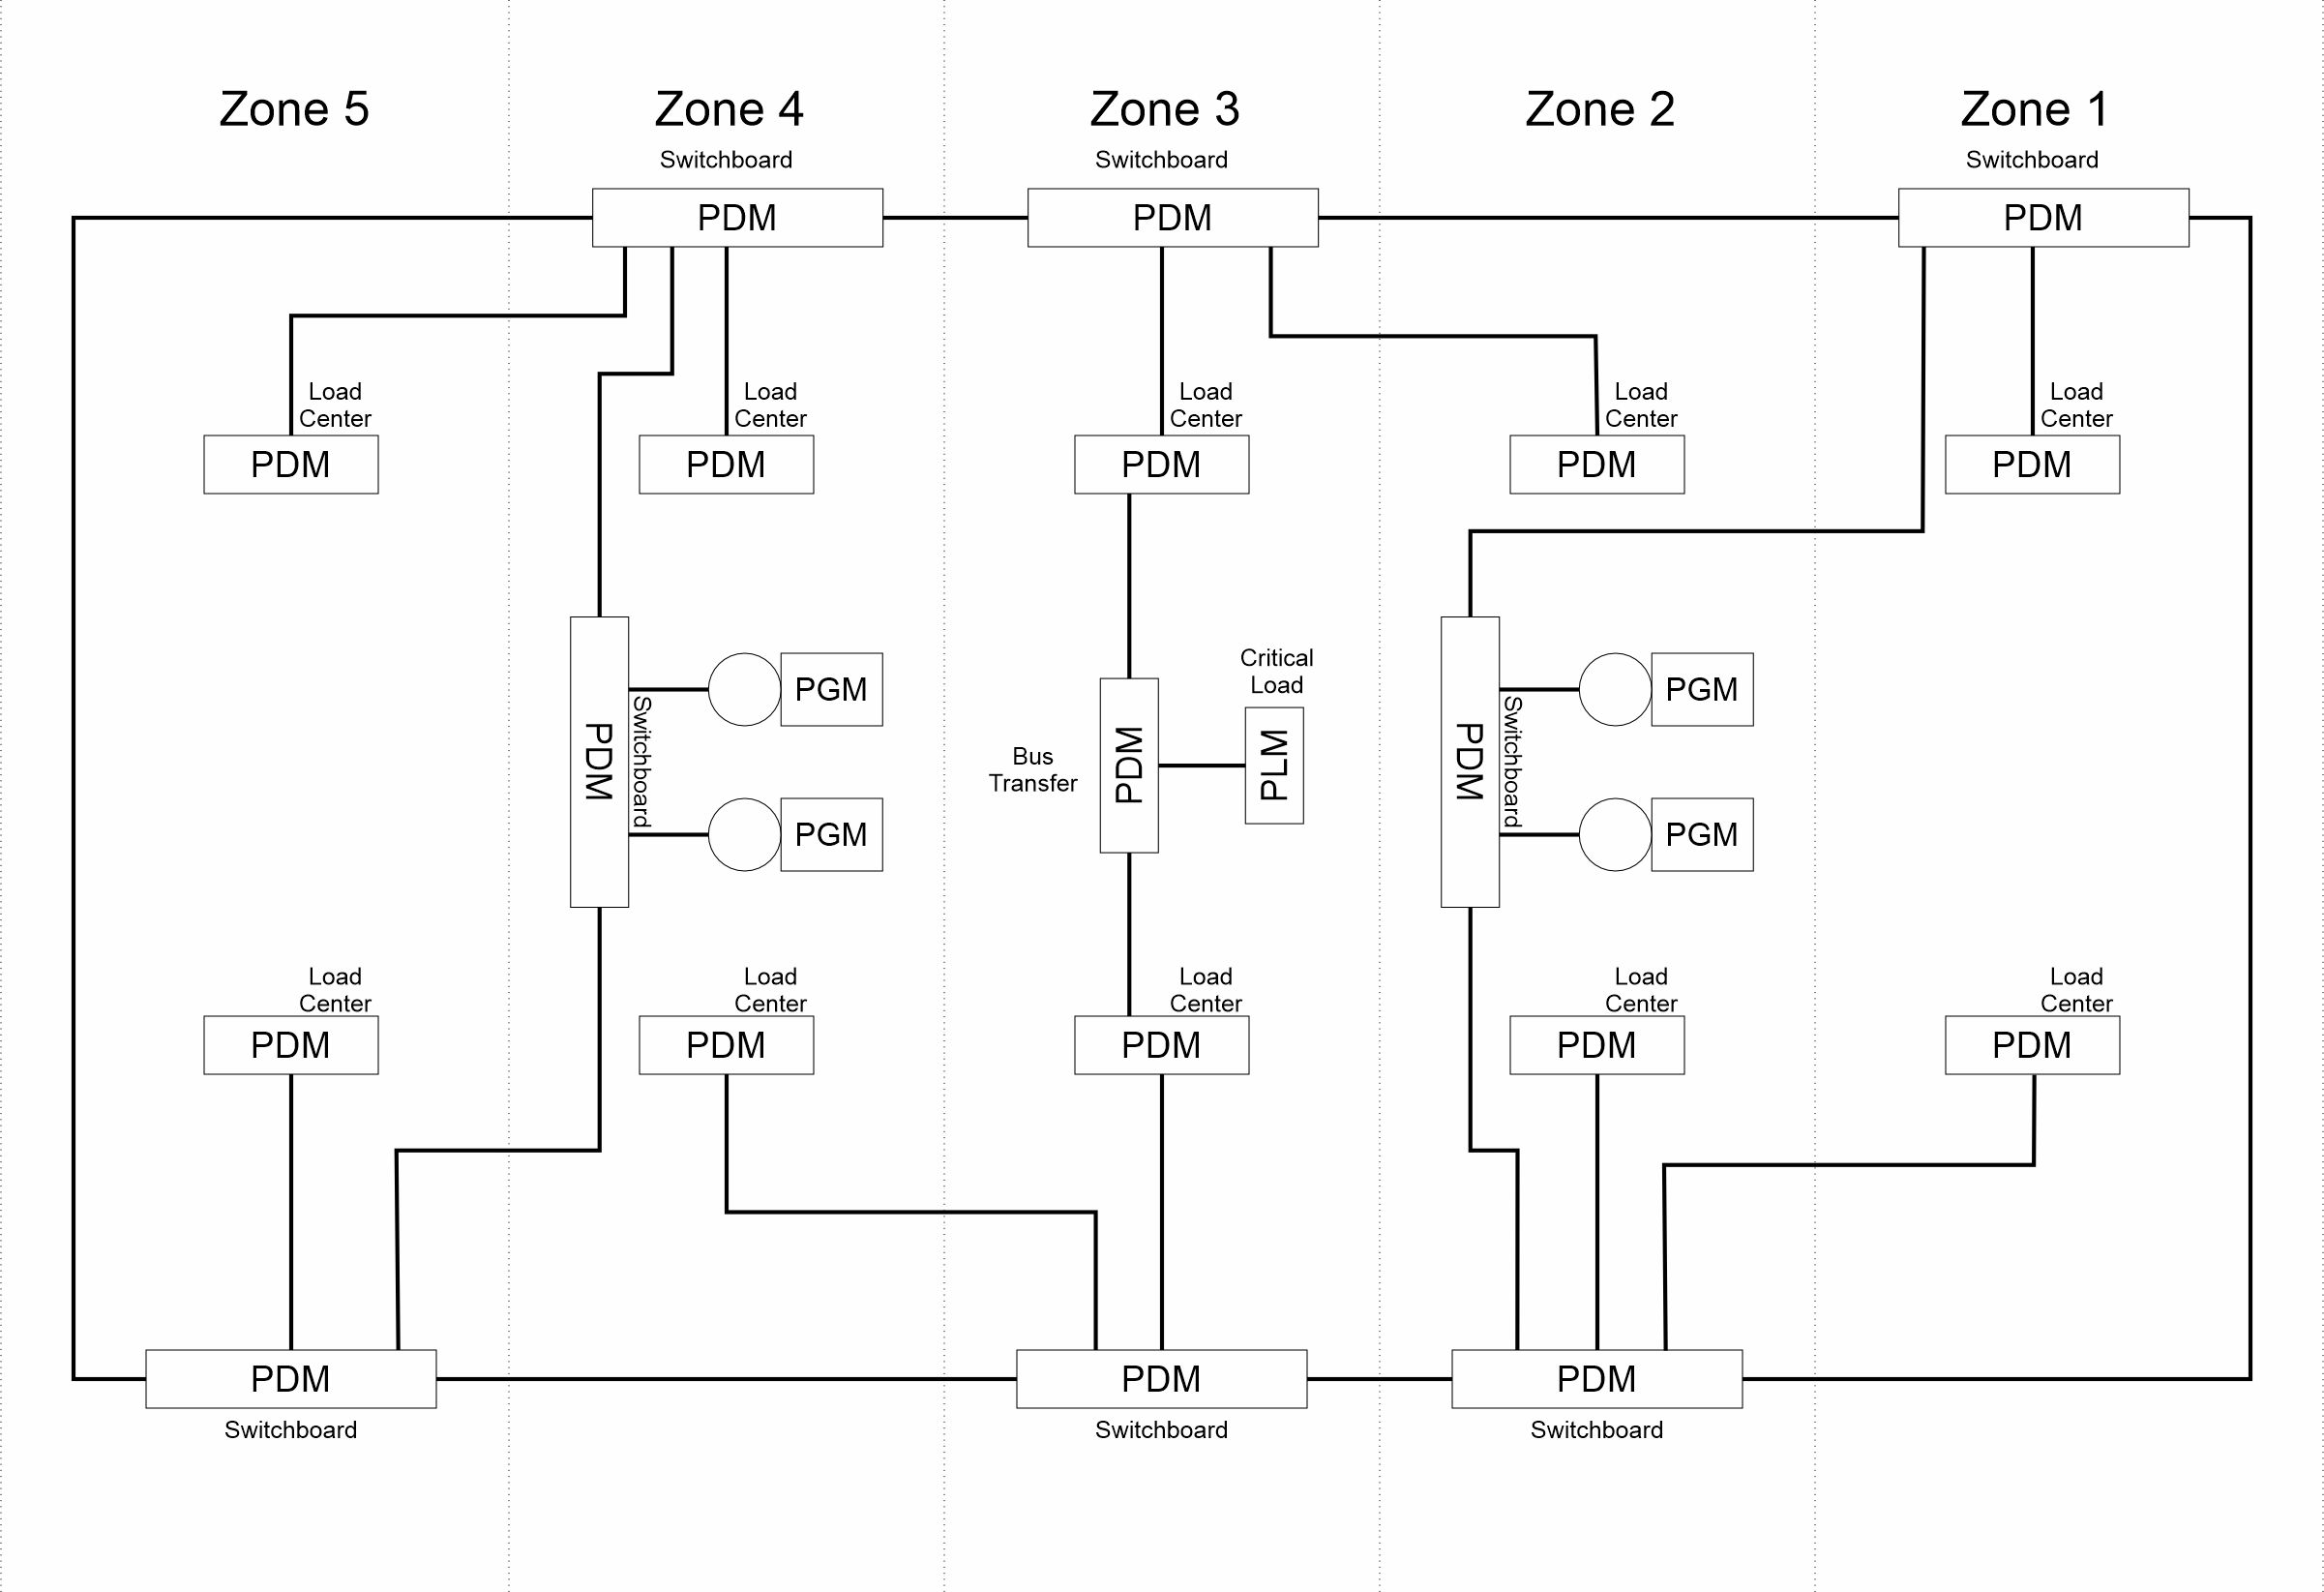 Zone 5
Zone 4
Zone 3
Zone 2
Zone 1
Switchboard
Switchboard
Switchboard
PDM
PDM
PDM
Load
Center
Load
Center
Load
Center
Load
Center
Load
Center
PDM
PDM
PDM
PDM
PDM
PDM
Switchboard
PGM
PGM
Bus
Transfer
PDM
Critical
Load
PLM
PDM
Switchboard
PGM
PGM
Load
Center
Load
Center
Load
Center
Load
Center
Load
Center
PDM
PDM
PDM
PDM
PDM
PDM
PDM
PDM
Switchboard
Switchboard
Switchboard